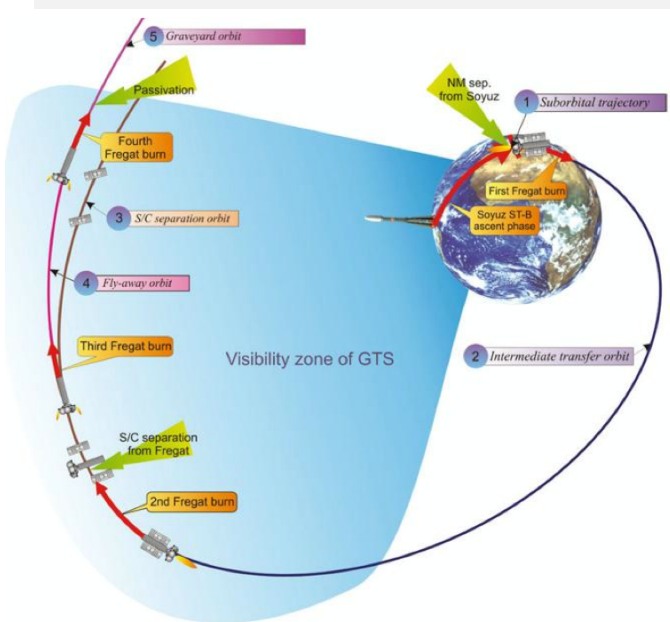 5 Graveyard orbit
Passivation
NM sep.
from Soyuz
1 Suborbital trajectory
Fourth
Fregat burn
First Fregat burn
3 S/C separation orbit
Soyuz ST-B
ascent phase
4 Fly-away orbit
Third Fregat burn
Visibility zone of GTS
2 Intermediate transfer orbit
S/C separation
from Fregat
2nd Fregat burn